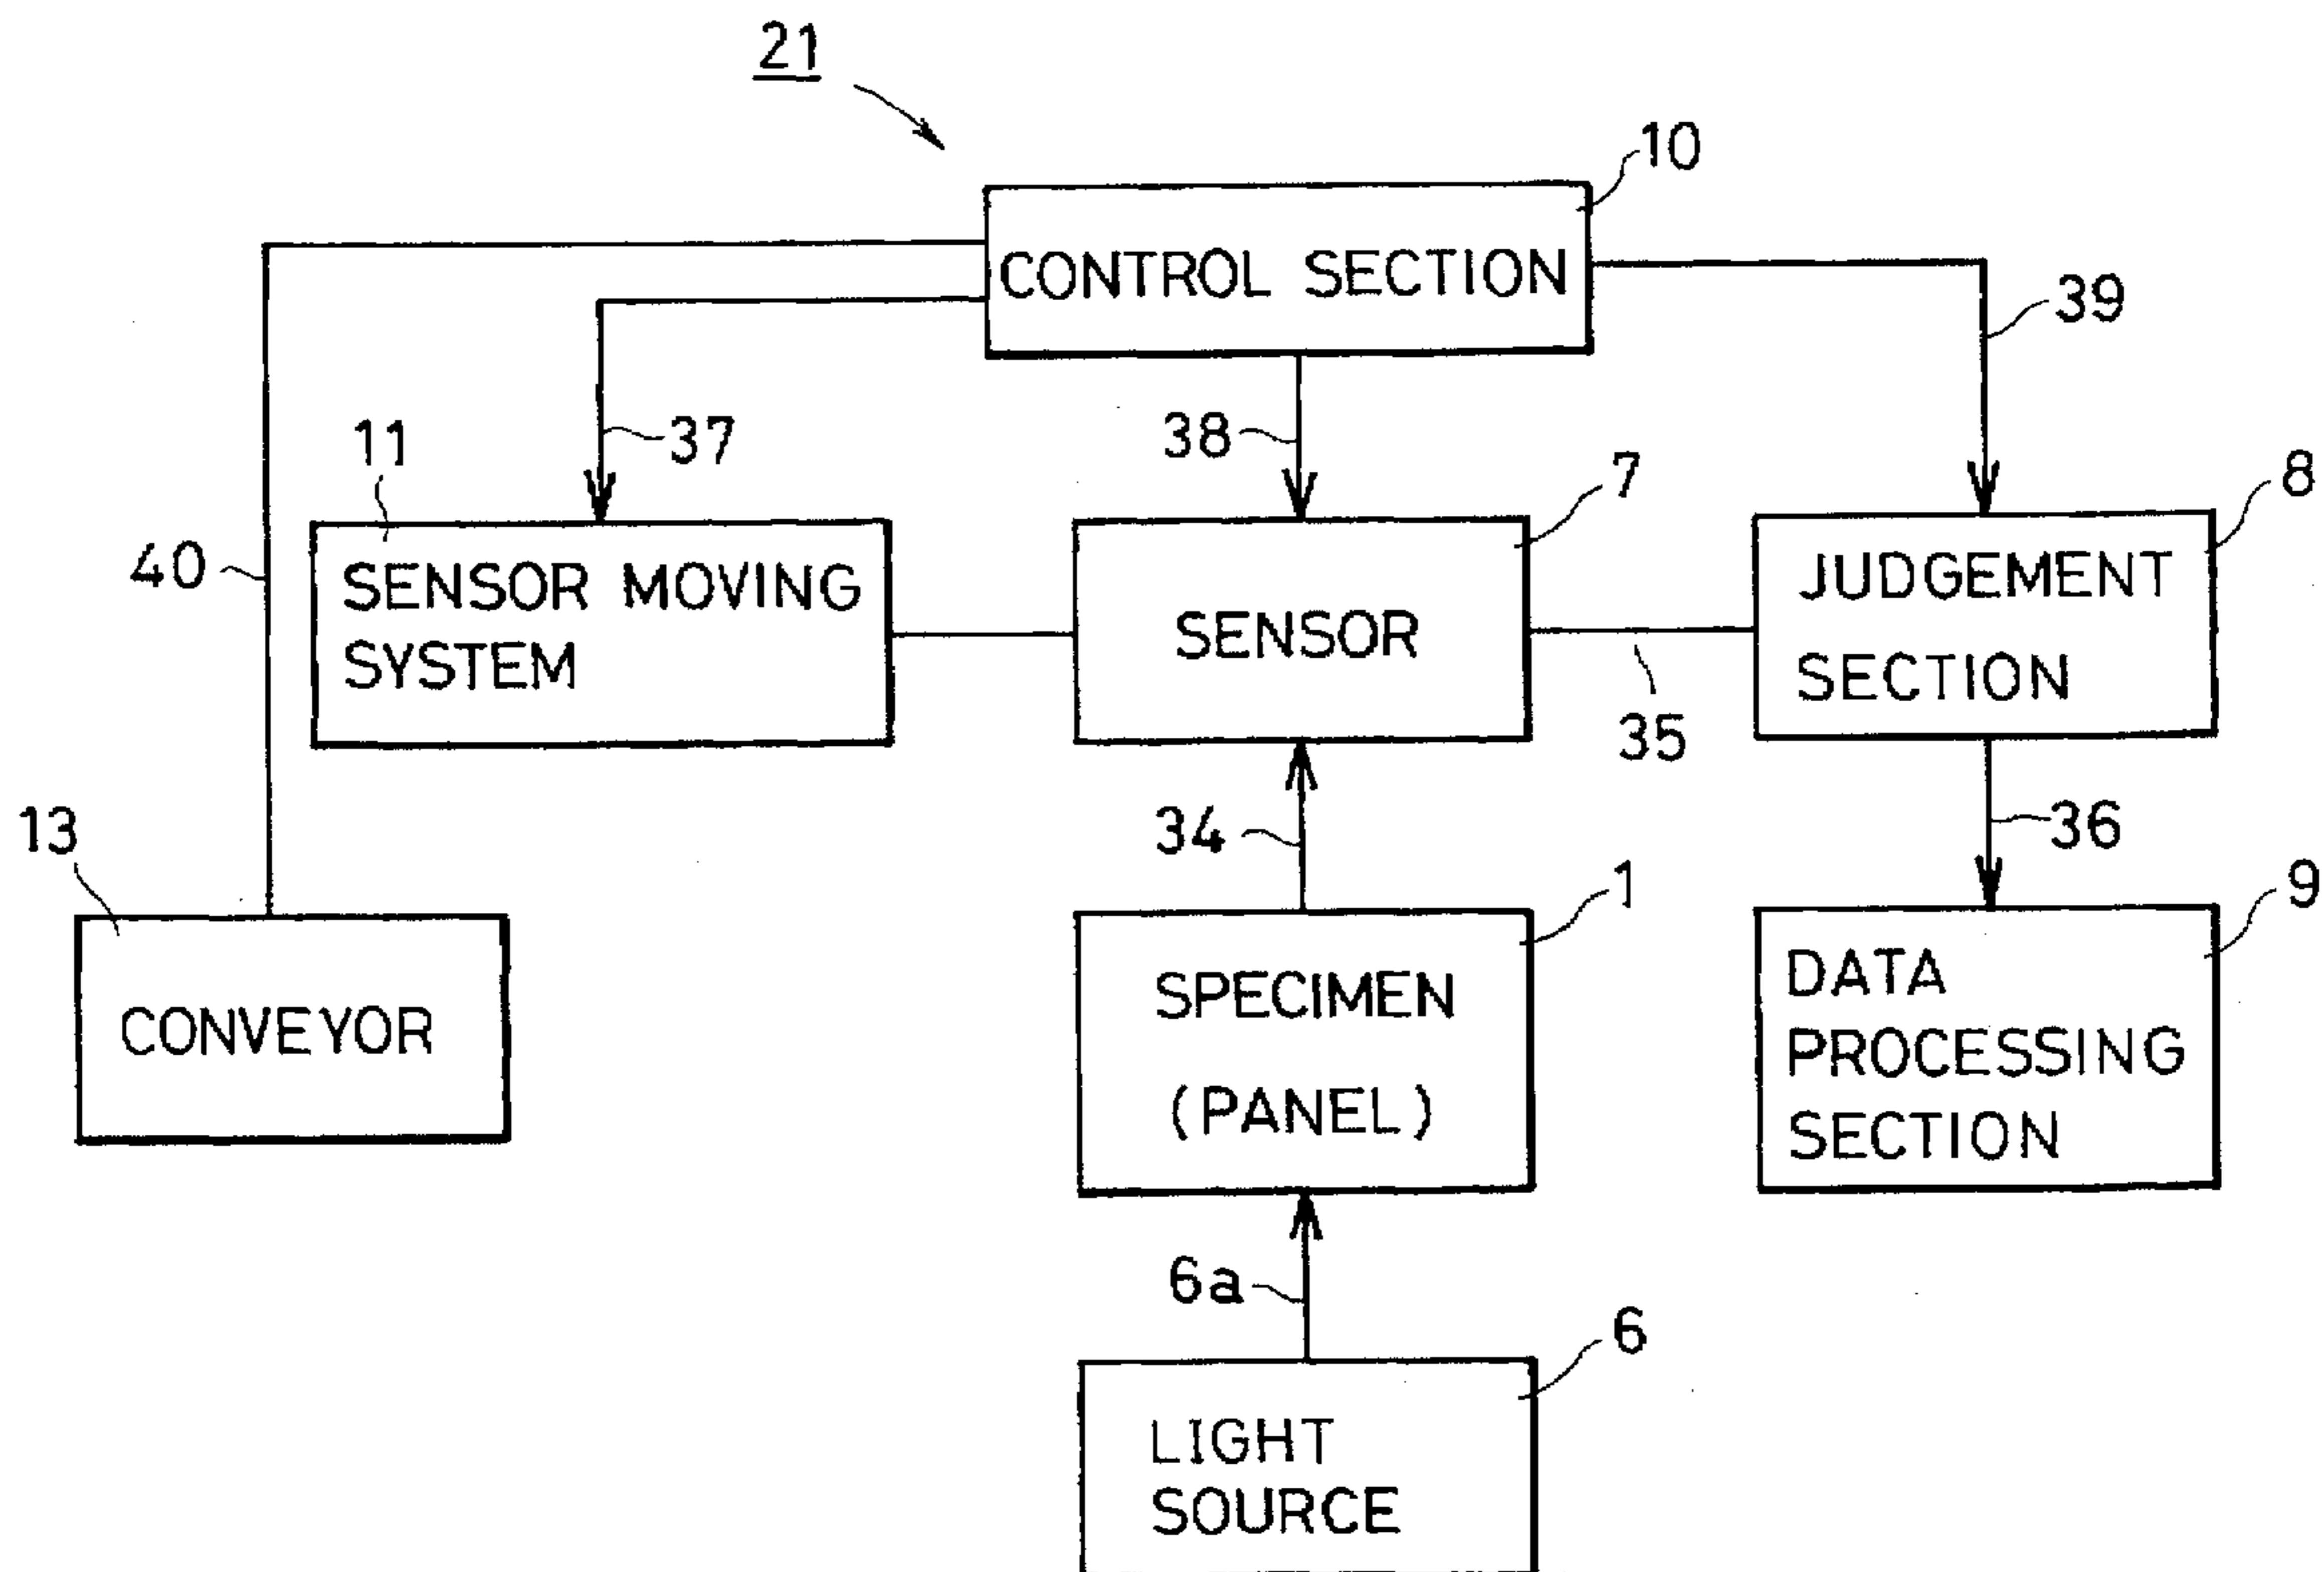 21
10
CONTROL SECTION
39
37
38
11
7
8
40
SENSOR MOVING
SYSTEM
SENSOR
JUDGEMENT
SECTION
35
13
34
36
1
9
CONVEYOR
SPECIMEN
(PANEL)
DATA
PROCESSING
SECTION
6a
6
LIGHT
SOURCE